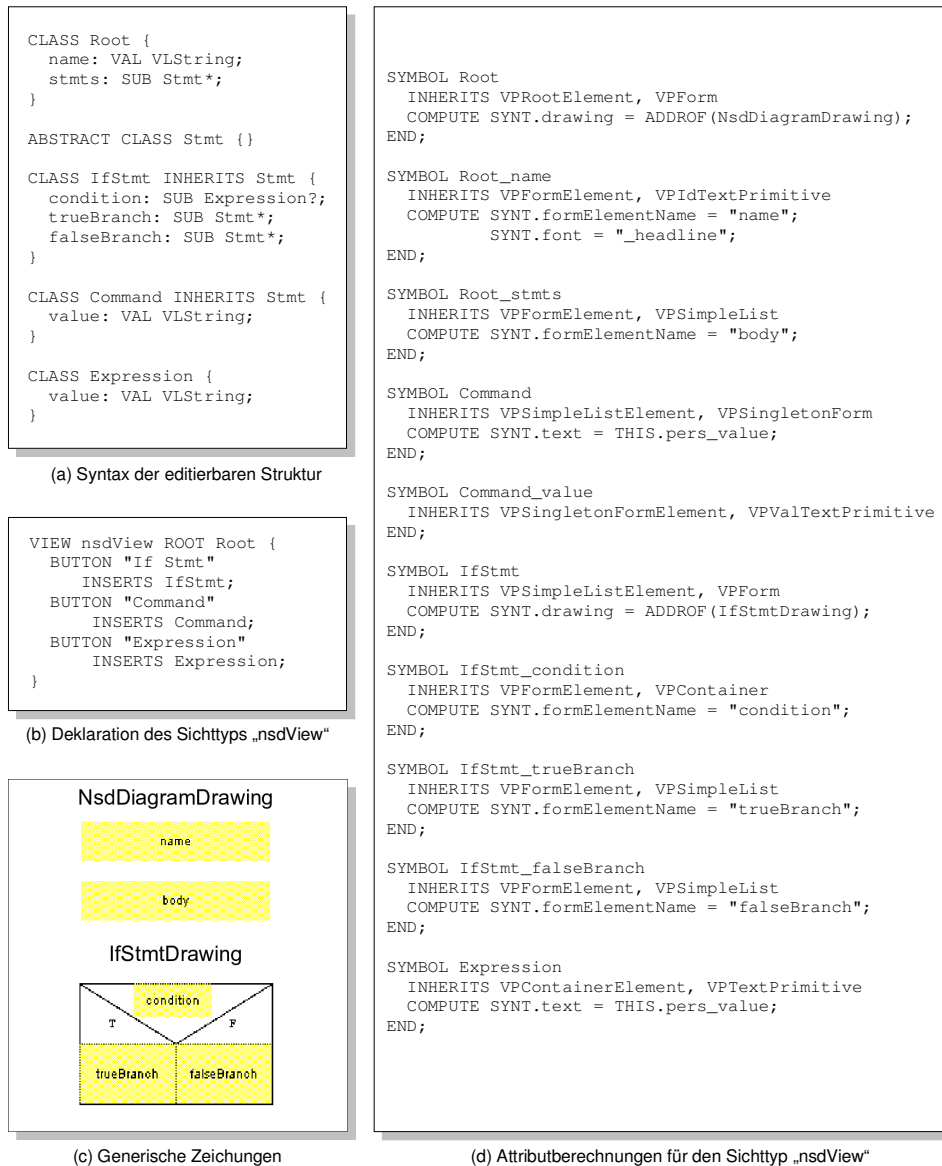 CLASS Root {
  name: VAL VLString;
  stmts: SUB Stmt*;
}
ABSTRACT CLASS Stmt {}
CLASS IfStmt INHERITS Stmt {
  condition: SUB Expression?;
  trueBranch: SUB Stmt*;
  falseBranch: SUB Stmt*;
}
CLASS Command INHERITS Stmt {
  value: VAL VLString;
}
CLASS Expression {
  value: VAL VLString;
}
(a) Syntax der editierbaren Struktur
VIEW nsdView ROOT Root {
  BUTTON "If Stmt"
     INSERTS IfStmt;
  BUTTON "Command"
      INSERTS Command;
  BUTTON "Expression"
      INSERTS Expression;
}
(b) Deklaration des Sichttyps „nsdView“
NsdDiagramDrawing
name
body
IfStmtDrawing
condition
T F
trueBranch falseBranch
(c) Generische Zeichungen
SYMBOL Root
  INHERITS VPRootElement, VPForm
  COMPUTE SYNT.drawing = ADDROF(NsdDiagramDrawing);
END;
SYMBOL Root_name
  INHERITS VPFormElement, VPIdTextPrimitive
  COMPUTE SYNT.formElementName = "name";
          SYNT.font = "_headline";
END;
SYMBOL Root_stmts
  INHERITS VPFormElement, VPSimpleList
  COMPUTE SYNT.formElementName = "body";
END;
SYMBOL Command
  INHERITS VPSimpleListElement, VPSingletonForm
  COMPUTE SYNT.text = THIS.pers_value;
END;
SYMBOL Command_value
  INHERITS VPSingletonFormElement, VPValTextPrimitive
END;
SYMBOL IfStmt
  INHERITS VPSimpleListElement, VPForm
  COMPUTE SYNT.drawing = ADDROF(IfStmtDrawing);
END;
SYMBOL IfStmt_condition
  INHERITS VPFormElement, VPContainer
  COMPUTE SYNT.formElementName = "condition";
END;
SYMBOL IfStmt_trueBranch
  INHERITS VPFormElement, VPSimpleList
  COMPUTE SYNT.formElementName = "trueBranch";
END;
SYMBOL IfStmt_falseBranch
  INHERITS VPFormElement, VPSimpleList
  COMPUTE SYNT.formElementName = "falseBranch";
END;
SYMBOL Expression
  INHERITS VPContainerElement, VPTextPrimitive
  COMPUTE SYNT.text = THIS.pers_value;
END;
(d) Attributberechnungen für den Sichttyp „nsdView“